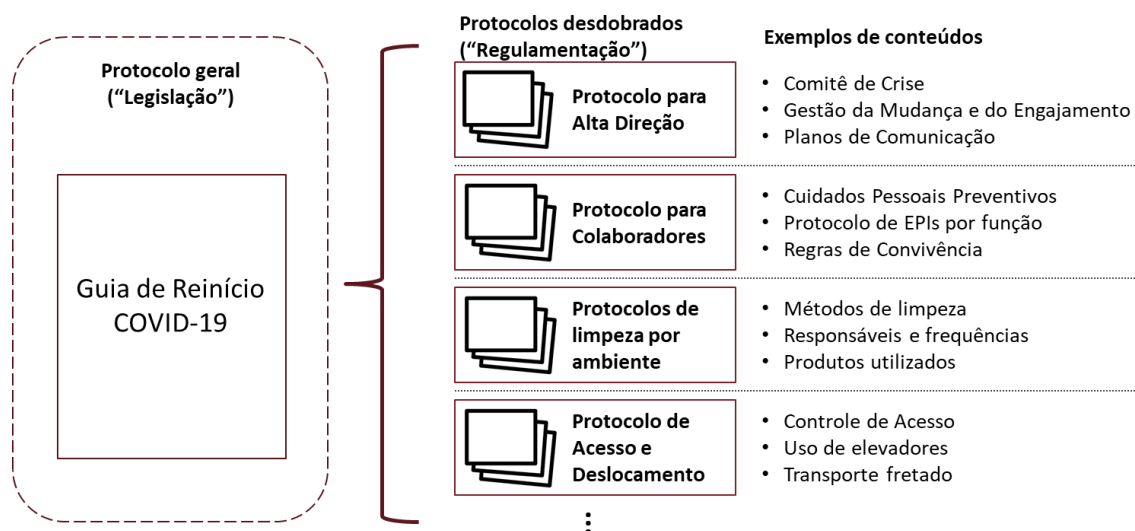 Protocolo geral
(“Legislação”)
Guia de Reinício
COVID-19
Protocolos desdobrados
(“Regulamentação”)
Exemplos de conteúdos
Protocolo para
Alta Direção
• Comitê de Crise
• Gestão da Mudança e do Engajamento
• Planos de Comunicação
Protocolo para
Colaboradores
• Cuidados Pessoais Preventivos
• Protocolo de EPIs por função
• Regras de Convivência
Protocolos de
limpeza por
ambiente
• Métodos de limpeza
• Responsáveis e frequências
• Produtos utilizados
Protocolo de
Acesso e
Deslocamento
• Controle de Acesso
• Uso de elevadores
• Transporte fretado